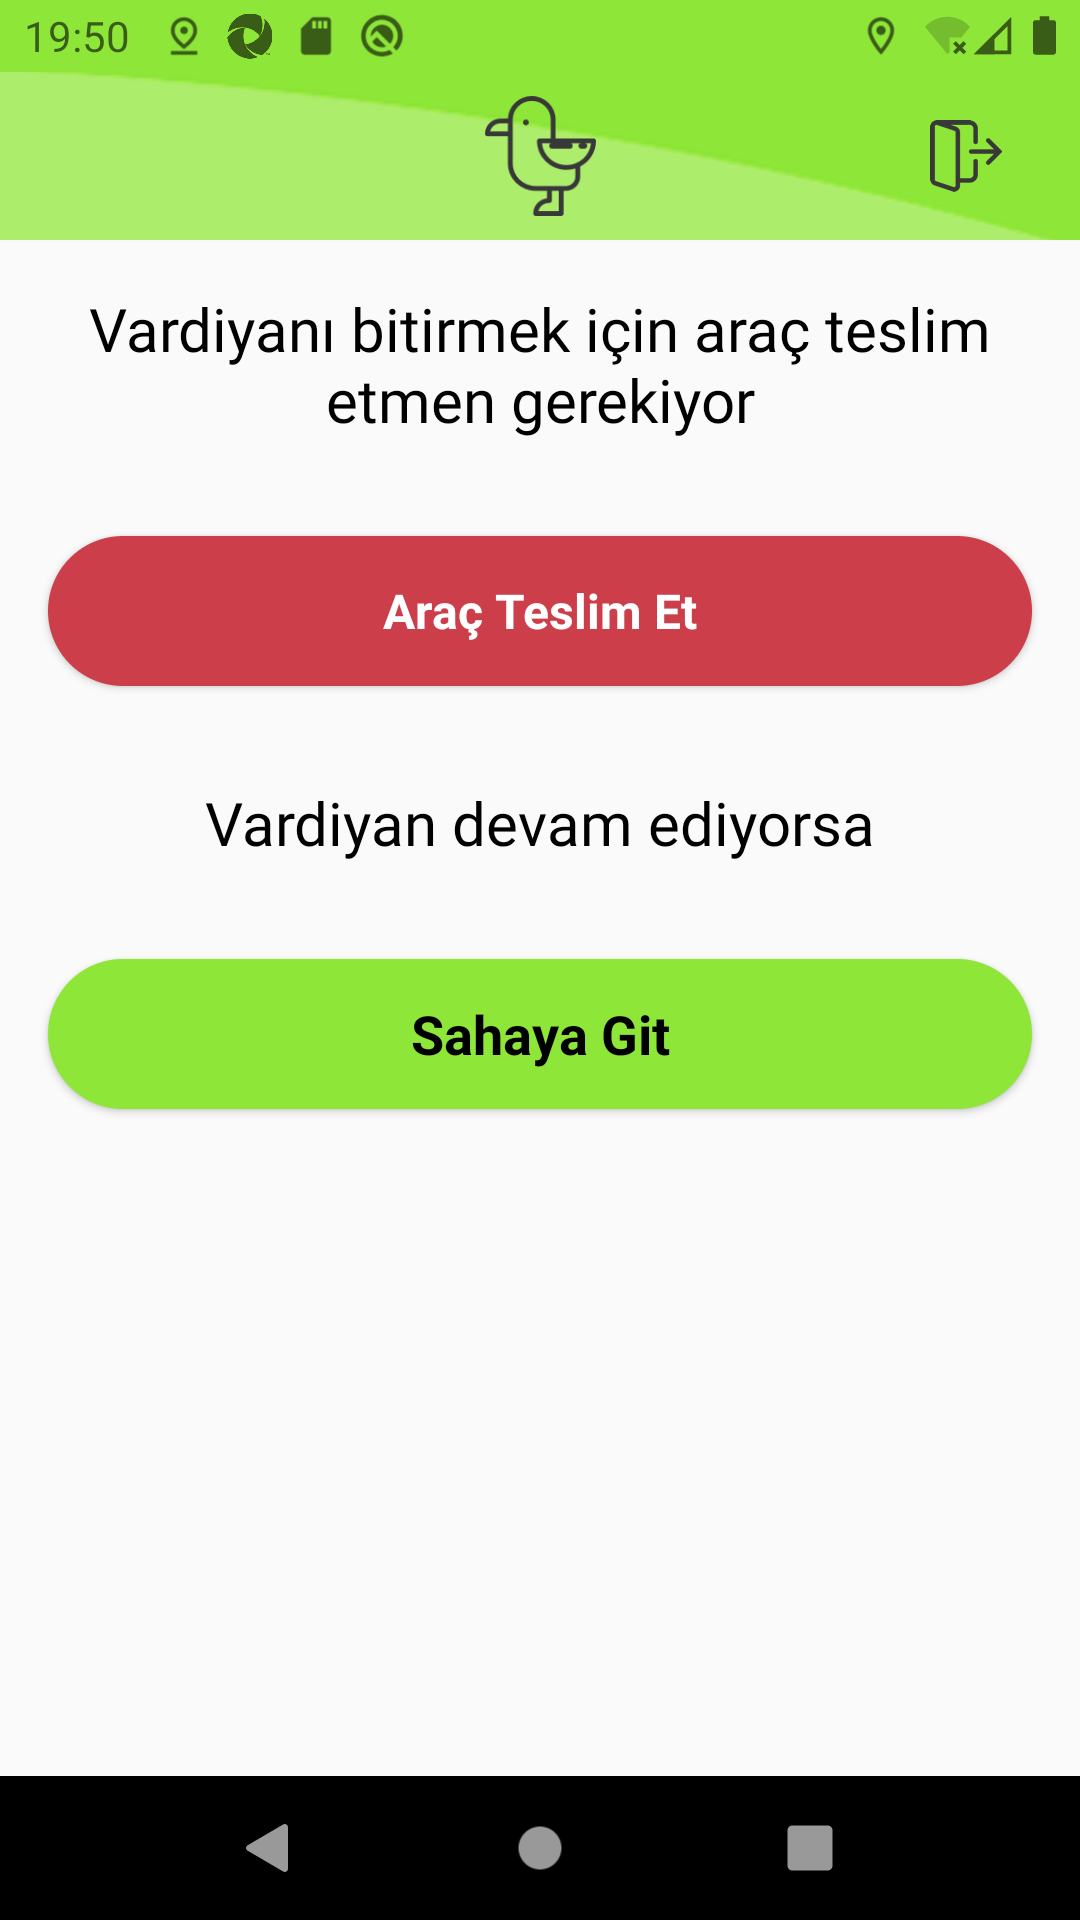 19:50
Vardiyanı bitirmek için araç teslim
etmen gerekiyor
Araç Teslim Et
Vardiyan devam ediyorsa
Sahaya Git